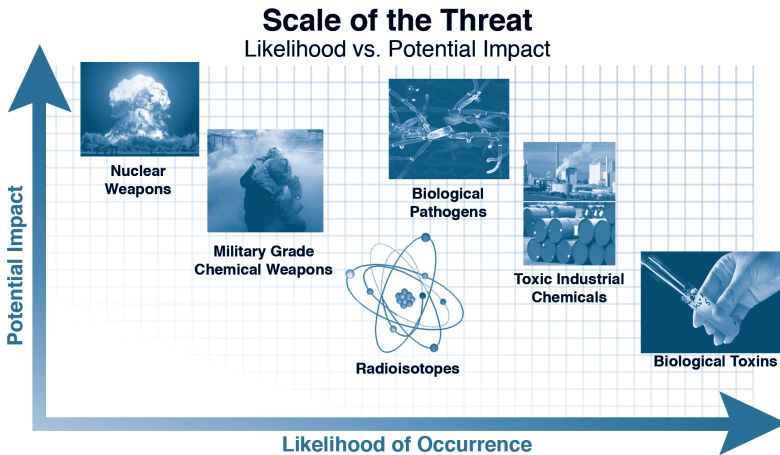 Scale of the Threat
Likelihood vs. Potential Impact
Nuclear
Weapons
Military Grade
Chemical Weapons
Biological
Pathogens
Toxic Industrial
Chemicals
Radioisotopes
Biological Toxins
Potential Impact
Likelihood of Occurrence